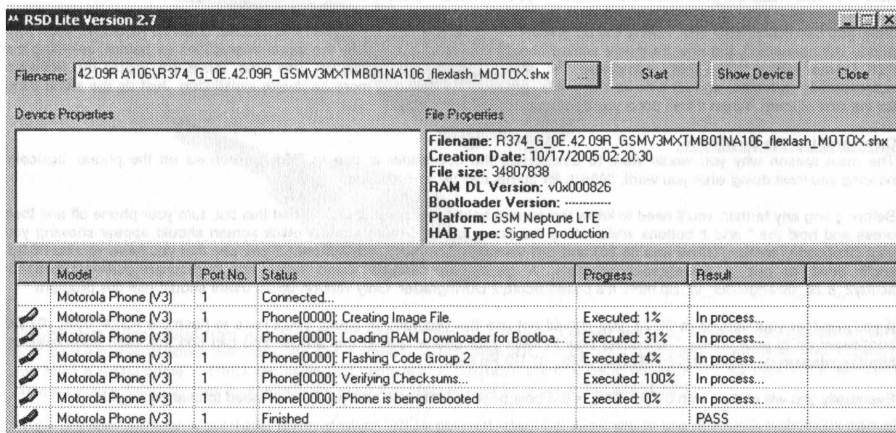 RSD Lite Version 2.7
Filename: 42.09R A106\R374_G_0E.42.09R_GSMV3MXTMB01NA106_flexlash_MOTOX.shx ... Start Show Device Close
Device Properties File Properties
Filename: R374_G_0E.42.09R_GSMV3MXTMB01NA106_flexlash_MOTOX.shx
Creation Date: 10/17/2005 02:20:30
File size: 34807838
RAM DL Version: v0x000826
Bootloader Version: -------------
Platform: GSM Neptune LTE
HAB Type: Signed Production
Model Port No. Status Progress Result
Motorola Phone (V3) 1 Connected...
Motorola Phone (V3) 1 Phone[0000]: Creating Image File. Executed: 1% In process...
Motorola Phone (V3) 1 Phone[0000]: Loading RAM Downloader for Bootloa... Executed: 31% In process...
Motorola Phone (V3) 1 Phone[0000]: Flashing Code Group 2 Executed: 4% In process...
Motorola Phone (V3) 1 Phone[0000]: Verifying Checksums... Executed: 100% In process...
Motorola Phone (V3) 1 Phone[0000]: Phone is being rebooted Executed: 0% In process...
Motorola Phone (V3) 1 Finished PASS